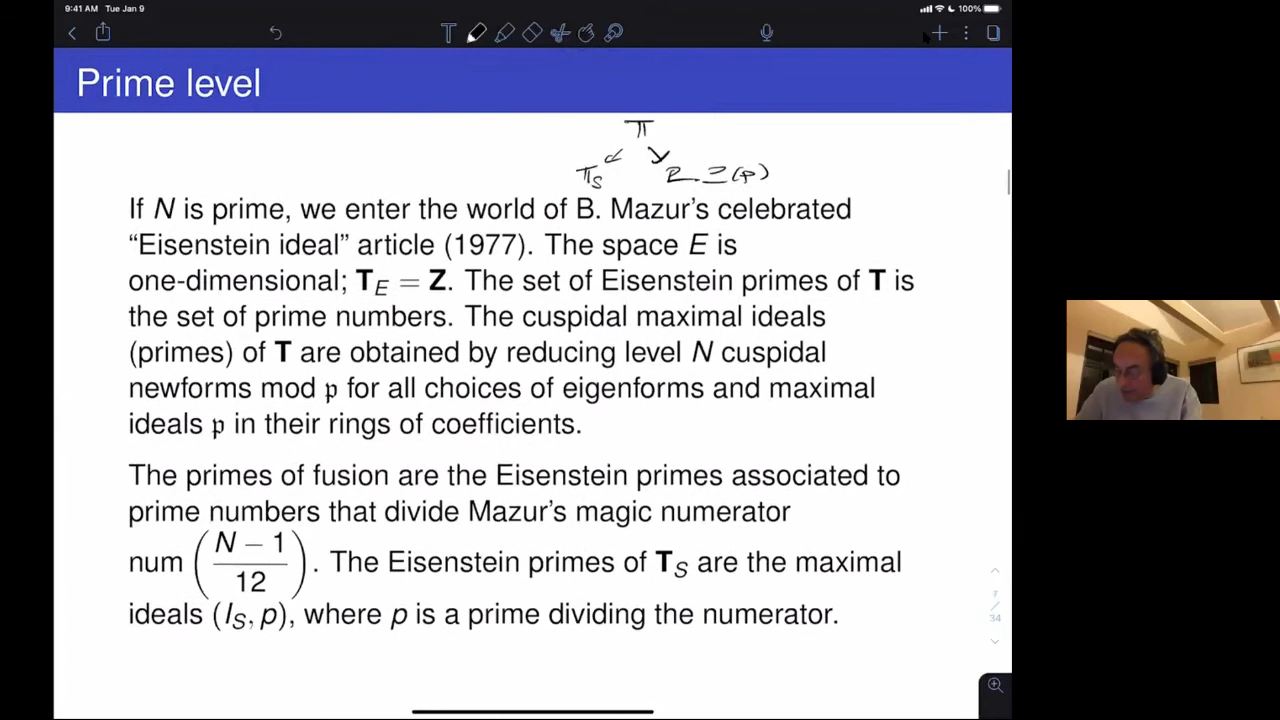 9:41 AM Tue Jan 9
100%
T
Prime level
If N is prime, we enter the world of B. Mazur's celebrated
“Eisenstein ideal” article (1977). The space E is
one-dimensional; T_E = Z. The set of Eisenstein primes of T is
the set of prime numbers. The cuspidal maximal ideals
(primes) of T are obtained by reducing level N cuspidal
newforms mod 𝔭 for all choices of eigenforms and maximal
ideals 𝔭 in their rings of coefficients.
The primes of fusion are the Eisenstein primes associated to
prime numbers that divide Mazur's magic numerator
num (N − 1 / 12). The Eisenstein primes of T_S are the maximal
ideals (I_S, p), where p is a prime dividing the numerator.
7
/
34